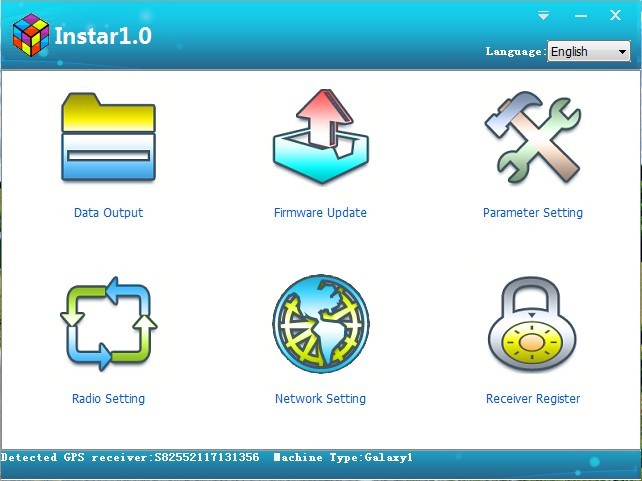 Instar1.0
Language: English
Data Output
Firmware Update
Parameter Setting
Radio Setting
Network Setting
Receiver Register
Detected GPS receiver:S82552117131356 Machine Type:Galaxy1